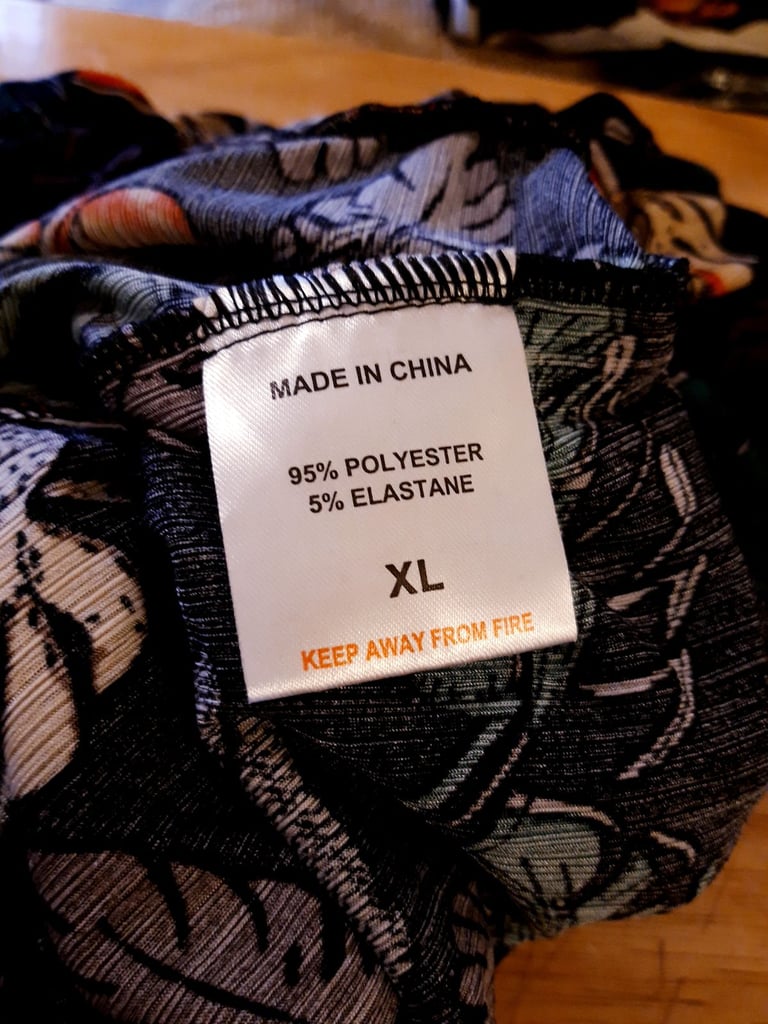 MADE IN CHINA
95% POLYESTER
5% ELASTANE
XL
KEEP AWAY FROM FIRE